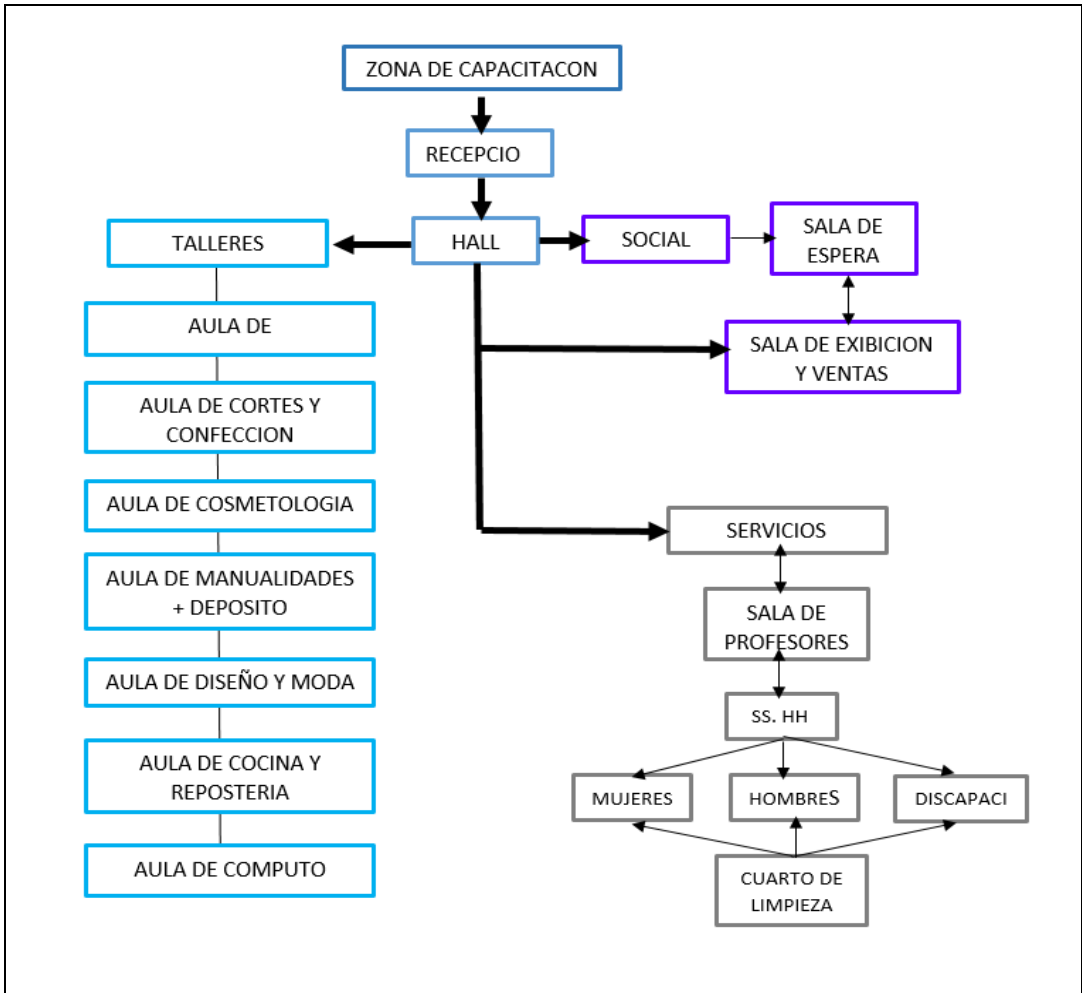 ZONA DE CAPACITACON
RECEPCIO
HALL
TALLERES
SOCIAL
SALA DE
ESPERA
AULA DE
SALA DE EXIBICION
Y VENTAS
AULA DE CORTES Y
CONFECCION
AULA DE COSMETOLOGIA
AULA DE MANUALIDADES
+ DEPOSITO
AULA DE DISEÑO Y MODA
AULA DE COCINA Y
REPOSTERIA
AULA DE COMPUTO
SERVICIOS
SALA DE
PROFESORES
SS. HH
MUJERES
HOMBRES
DISCAPACI
CUARTO DE
LIMPIEZA